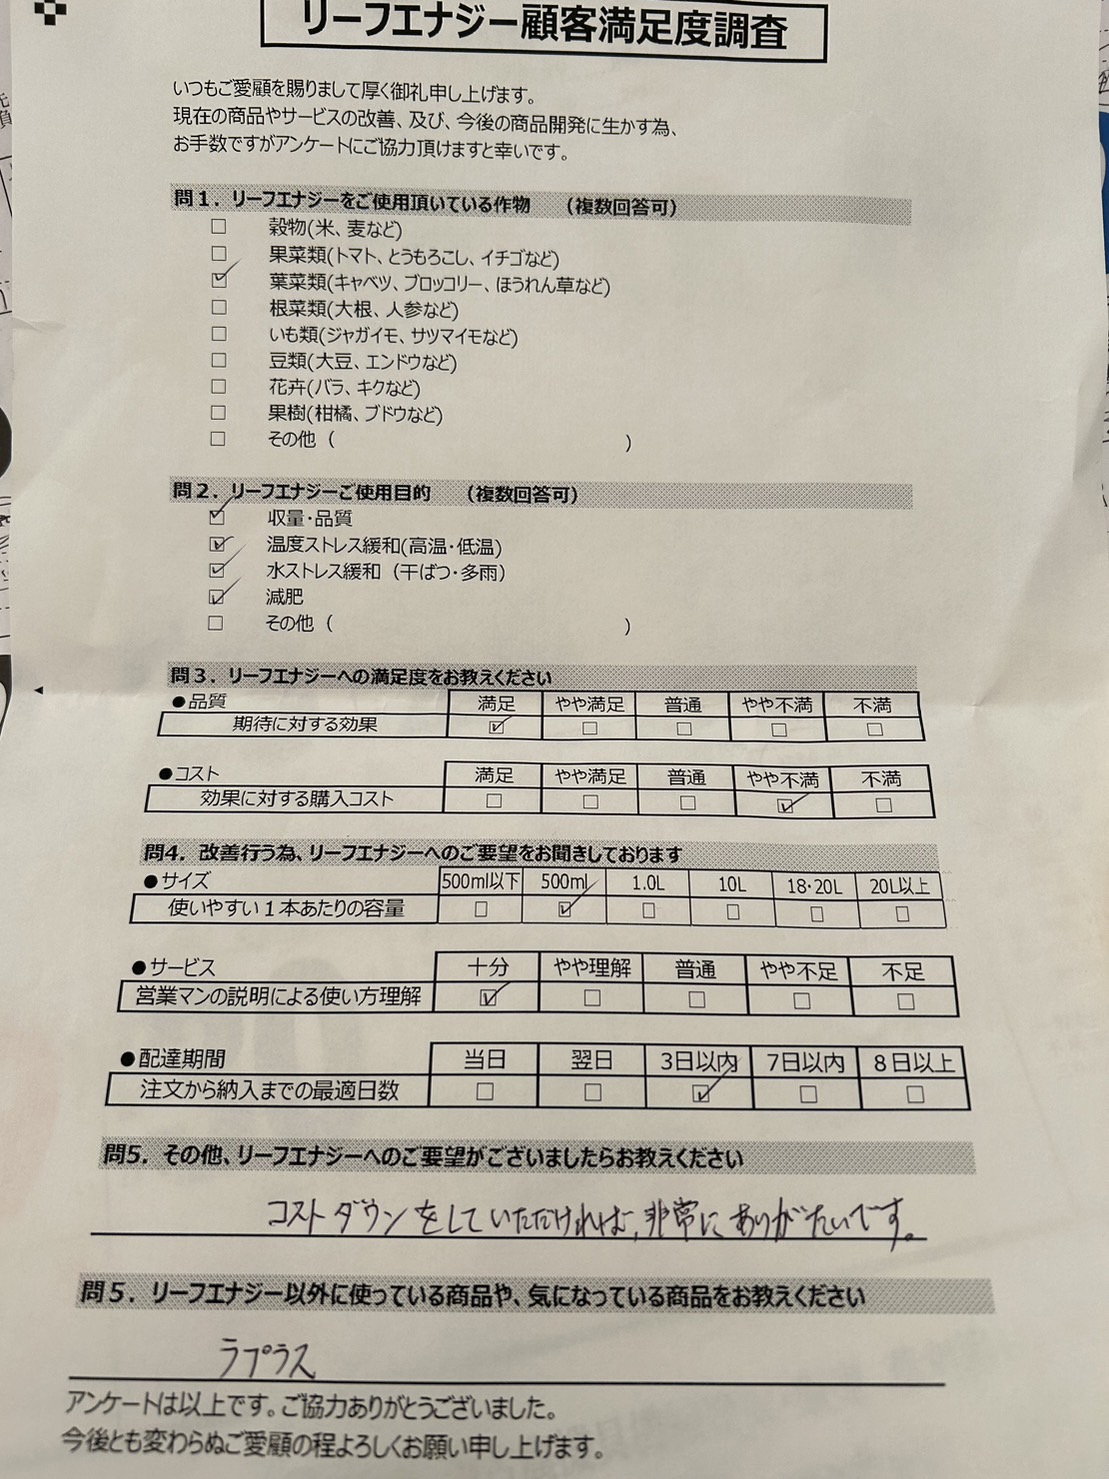 リーフエナジー顧客満足度調査
いつもご愛顧を賜りまして厚く御礼申し上げます。
現在の商品やサービスの改善、及び、今後の商品開発に生かす為、
お手数ですがアンケートにご協力頂けますと幸いです。
問1．リーフエナジーをご使用頂いている作物　（複数回答可）
☐ 穀物(米、麦など)
☐ 果菜類(トマト、とうもろこし、イチゴなど)
☑ 葉菜類(キャベツ、ブロッコリー、ほうれん草など)
☐ 根菜類(大根、人参など)
☐ いも類(ジャガイモ、サツマイモなど)
☐ 豆類(大豆、エンドウなど)
☐ 花卉(バラ、キクなど)
☐ 果樹(柑橘、ブドウなど)
☐ その他（　　　）
問2．リーフエナジーご使用目的　（複数回答可）
☑ 収量・品質
☑ 温度ストレス緩和(高温・低温)
☑ 水ストレス緩和（干ばつ・多雨）
☑ 減肥
☐ その他（　　　）
問3．リーフエナジーへの満足度をお教えください
●品質 満足 やや満足 普通 やや不満 不満
期待に対する効果 ☑ ☐ ☐ ☐ ☐
●コスト 満足 やや満足 普通 やや不満 不満
効果に対する購入コスト ☐ ☐ ☐ ☑ ☐
問4．改善行う為、リーフエナジーへのご要望をお聞きしております
●サイズ 500ml以下 500ml 1.0L 10L 18・20L 20L以上
使いやすい1本あたりの容量 ☐ ☑ ☐ ☐ ☐ ☐
●サービス 十分 やや理解 普通 やや不足 不足
営業マンの説明による使い方理解 ☑ ☐ ☐ ☐ ☐
●配達期間 当日 翌日 3日以内 7日以内 8日以上
注文から納入までの最適日数 ☐ ☐ ☑ ☐ ☐
問5．その他、リーフエナジーへのご要望がございましたらお教えください
コストダウンをしていただければ、非常にありがたいです。
問5．リーフエナジー以外に使っている商品や、気になっている商品をお教えください
ラプラス
アンケートは以上です。ご協力ありがとうございました。
今後とも変わらぬご愛顧の程よろしくお願い申し上げます。